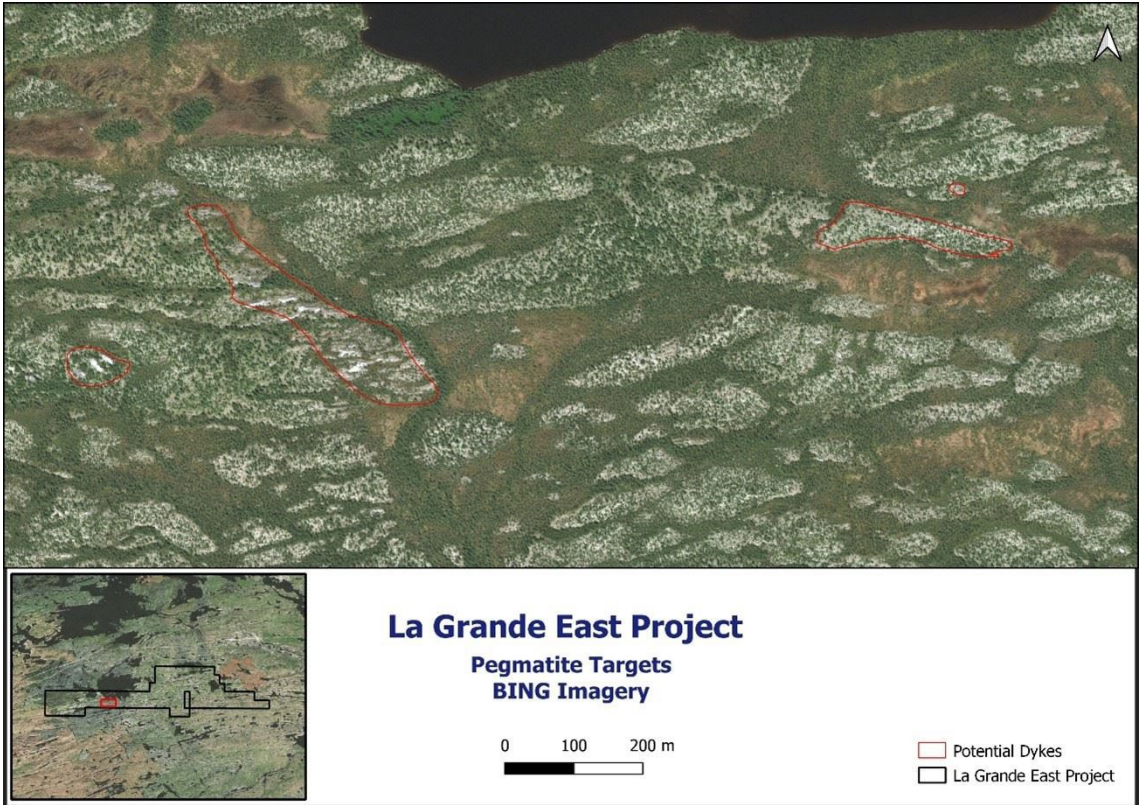 La Grande East Project
Pegmatite Targets
BING Imagery
0 100 200 m
Potential Dykes
La Grande East Project